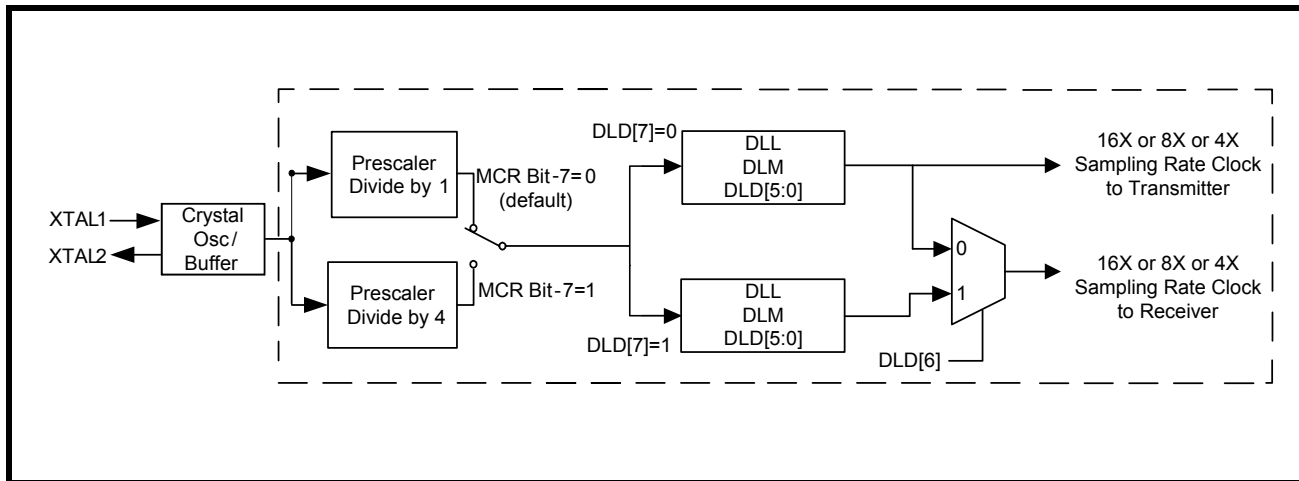 XTAL1
XTAL2
Crystal
Osc/
Buffer
Prescaler
Divide by 1
Prescaler
Divide by 4
MCR Bit-7=0
(default)
MCR Bit-7=1
DLD[7]=0
DLL
DLM
DLD[5:0]
DLD[7]=1
DLL
DLM
DLD[5:0]
0
1
DLD[6]
16X or 8X or 4X
Sampling Rate Clock
to Transmitter
16X or 8X or 4X
Sampling Rate Clock
to Receiver